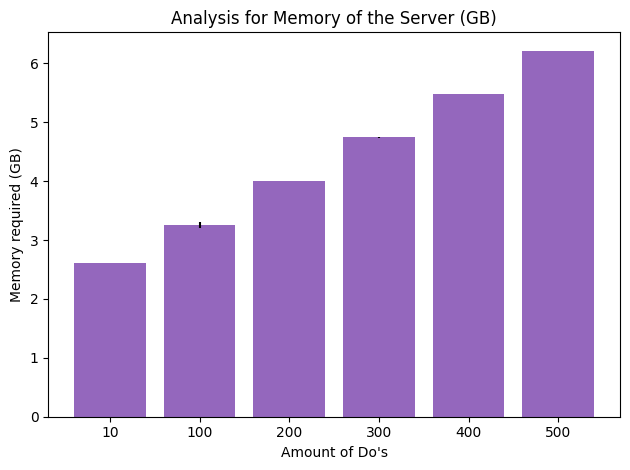 Analysis for Memory of the Server (GB)
Memory required (GB)
6
5
4
3
2
1
0
10 100 200 300 400 500
Amount of Do's